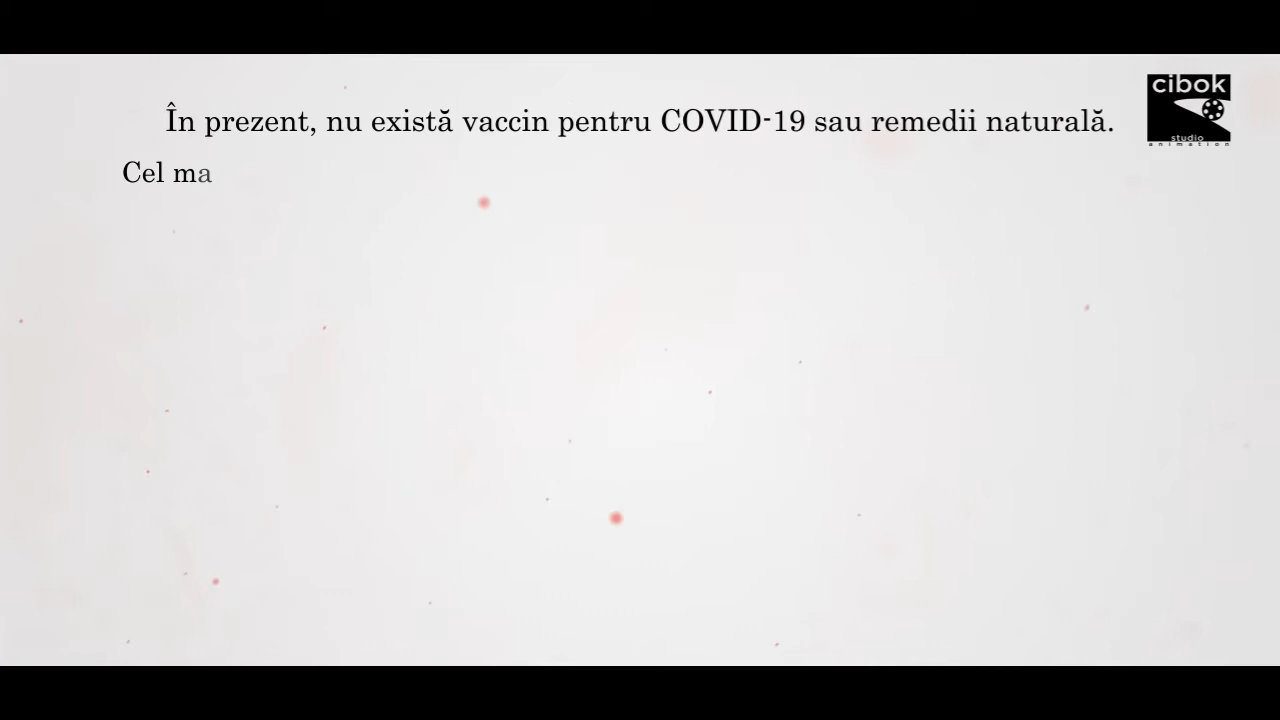 În prezent, nu există vaccin pentru COVID-19 sau remedii naturală.
Cel ma
cibok
studio
animation